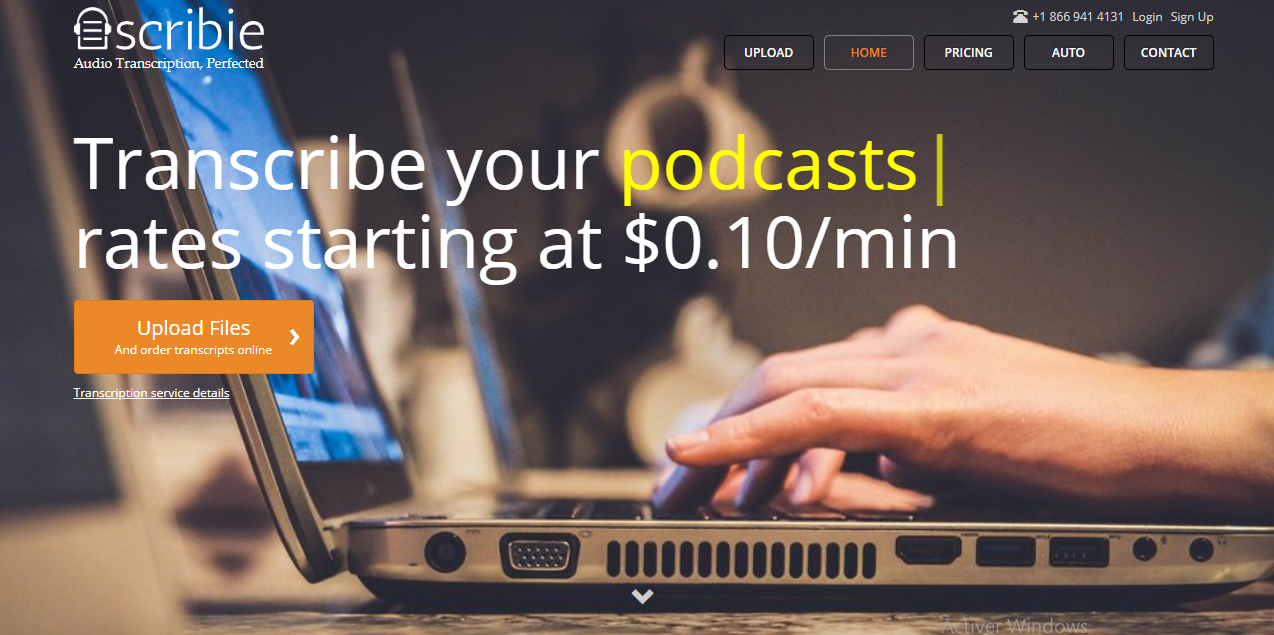 scribie
Audio Transcription, Perfected
+1 866 941 4131 Login Sign Up
UPLOAD HOME PRICING AUTO CONTACT
Transcribe your podcasts
rates starting at $0.10/min
Upload Files
And order transcripts online
Transcription service details
Activer Windows